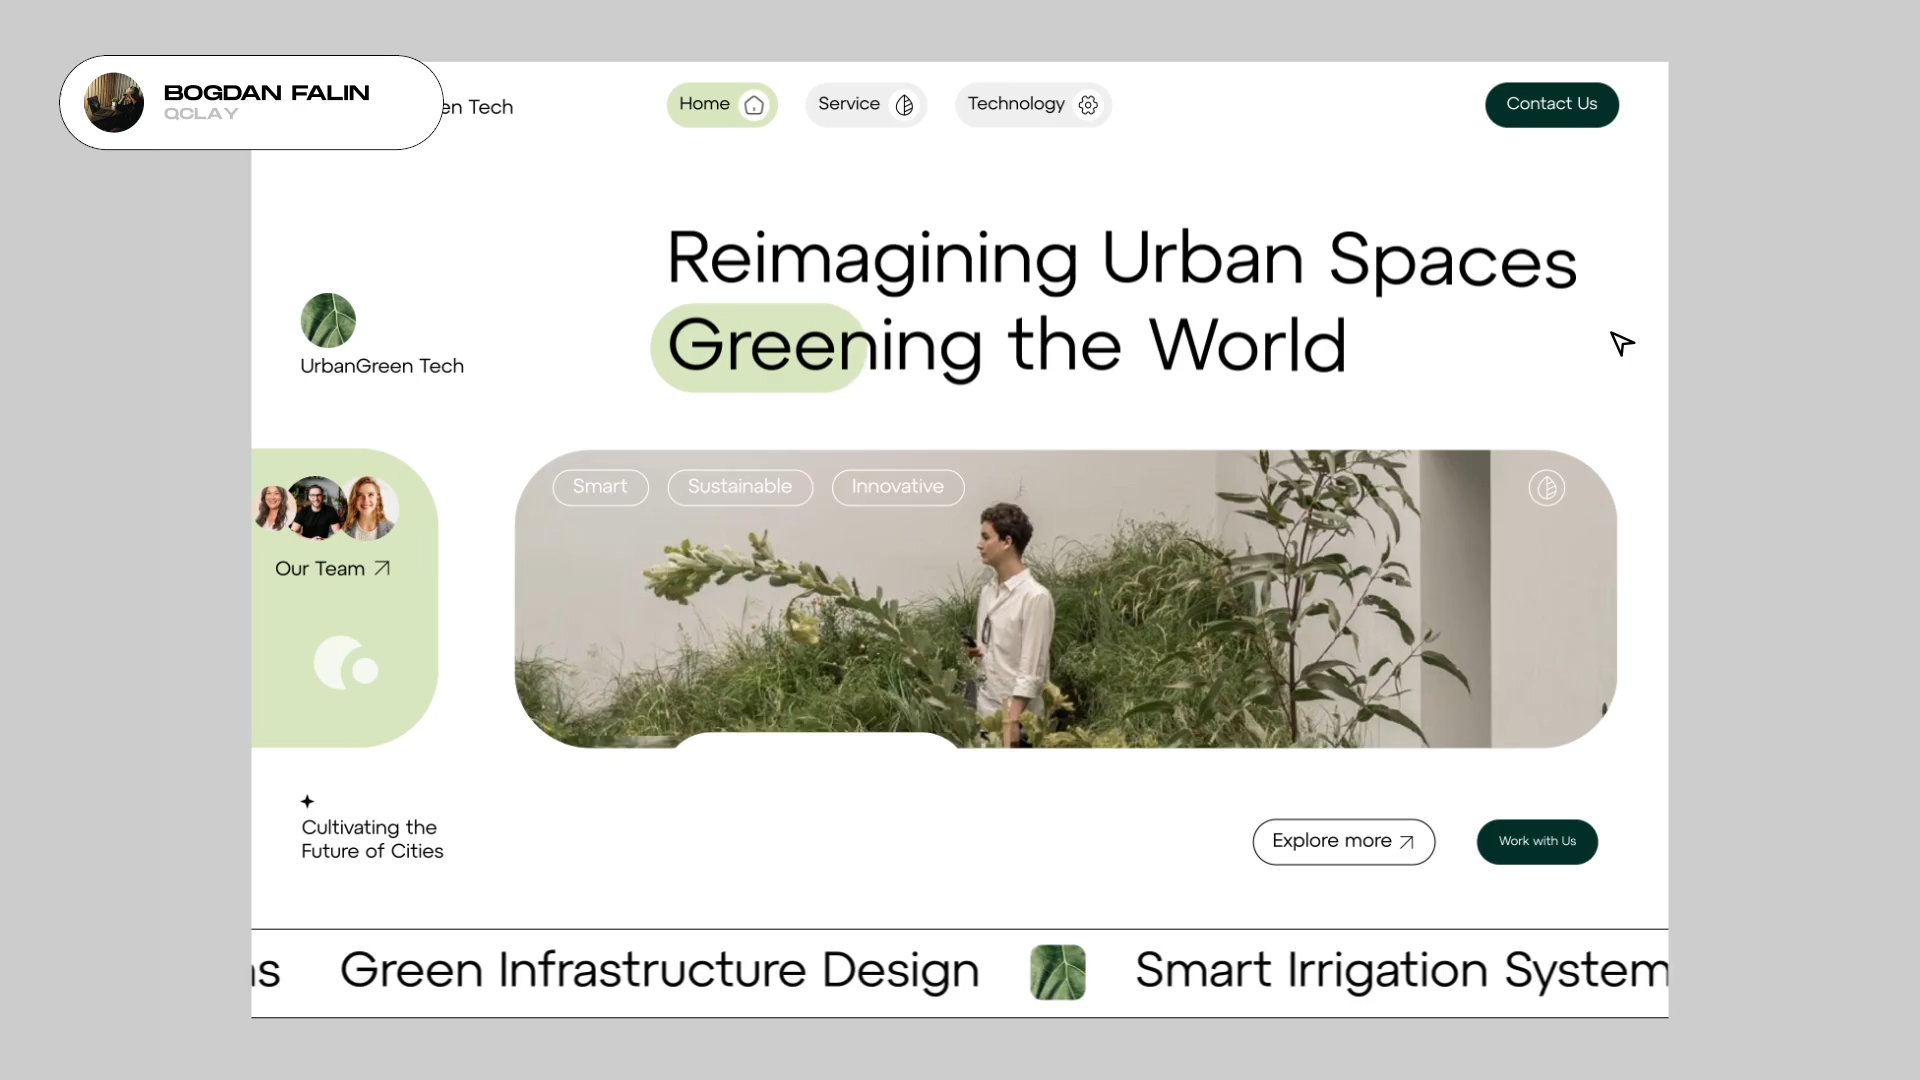 BOGDAN FALIN
QCLAY
Tech
Home
Service
Technology
Contact Us
Reimagining Urban Spaces
Greening the World
UrbanGreen Tech
Our Team
Smart
Sustainable
Innovative
Cultivating the
Future of Cities
Explore more
Work with Us
Green Infrastructure Design
Smart Irrigation System